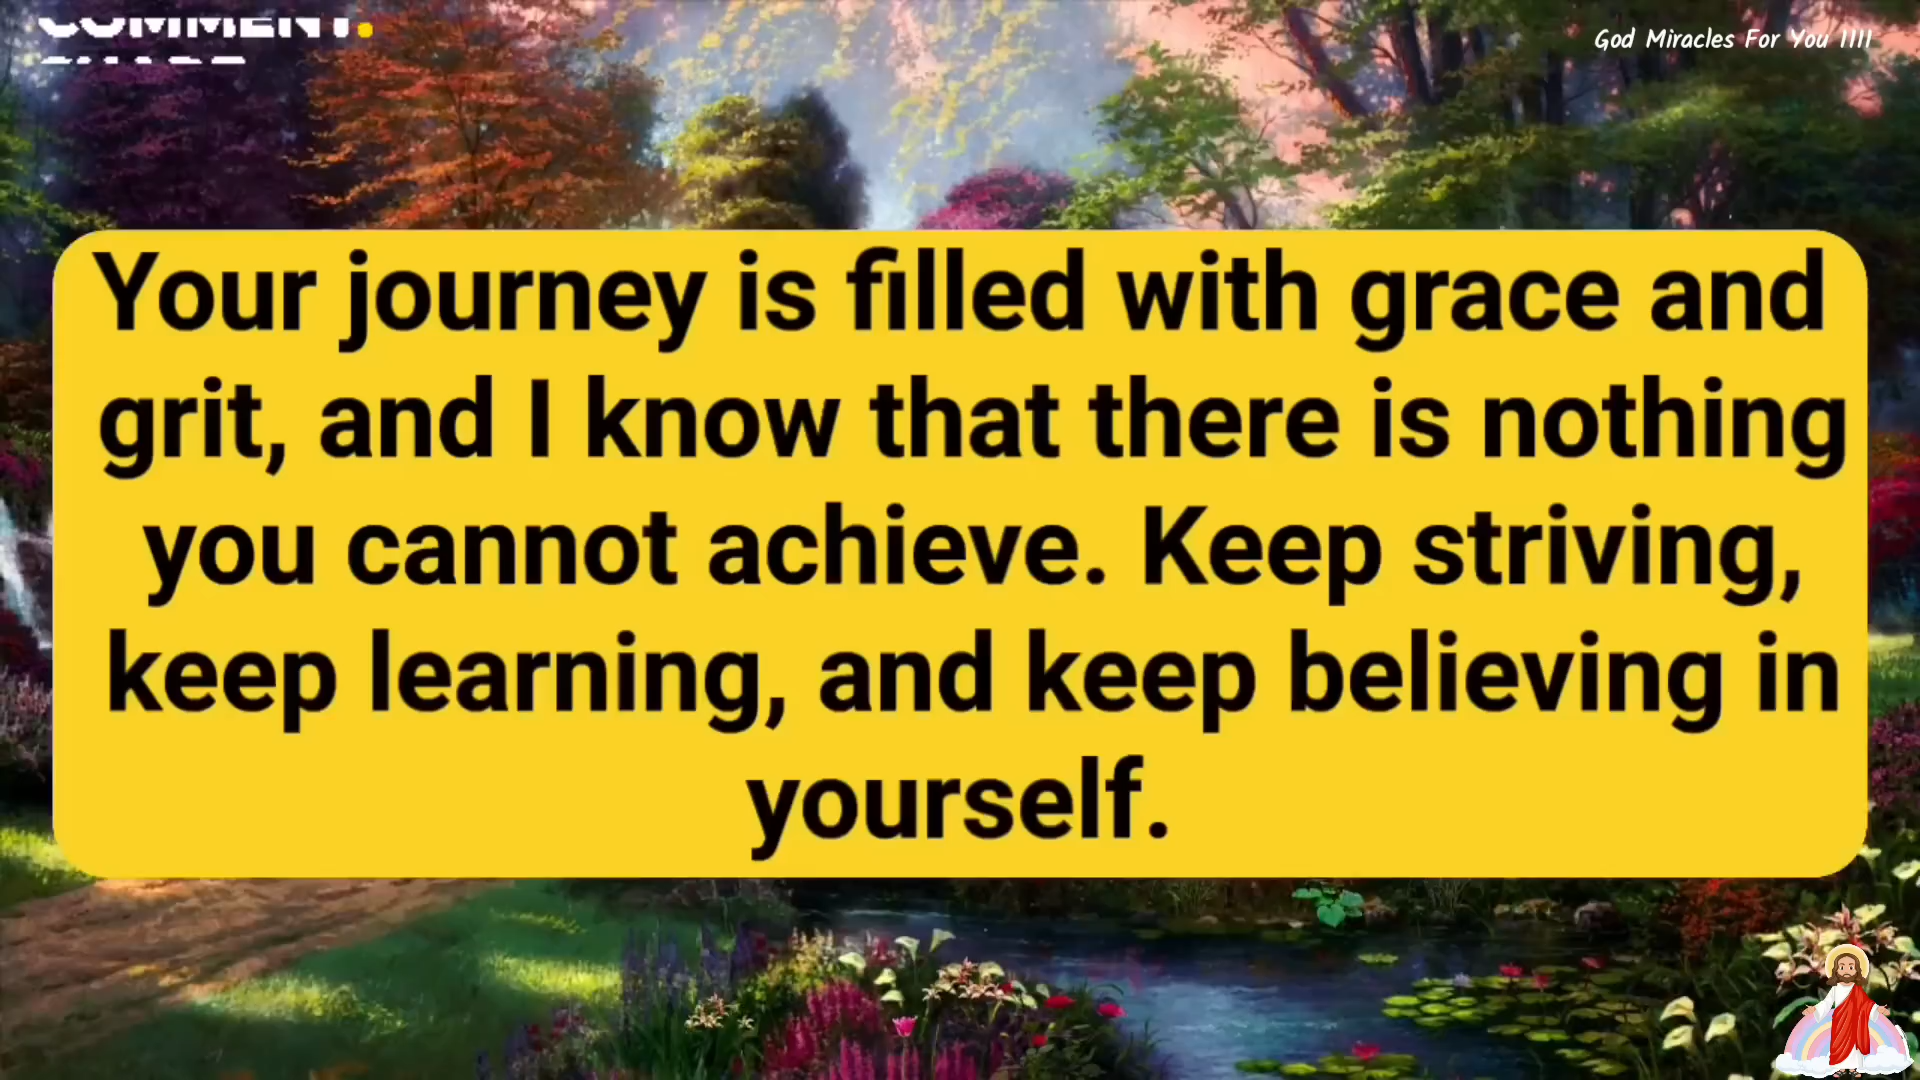 COMMENT.
God Miracles For You 1111
Your journey is filled with grace and
grit, and I know that there is nothing
you cannot achieve. Keep striving,
keep learning, and keep believing in
yourself.